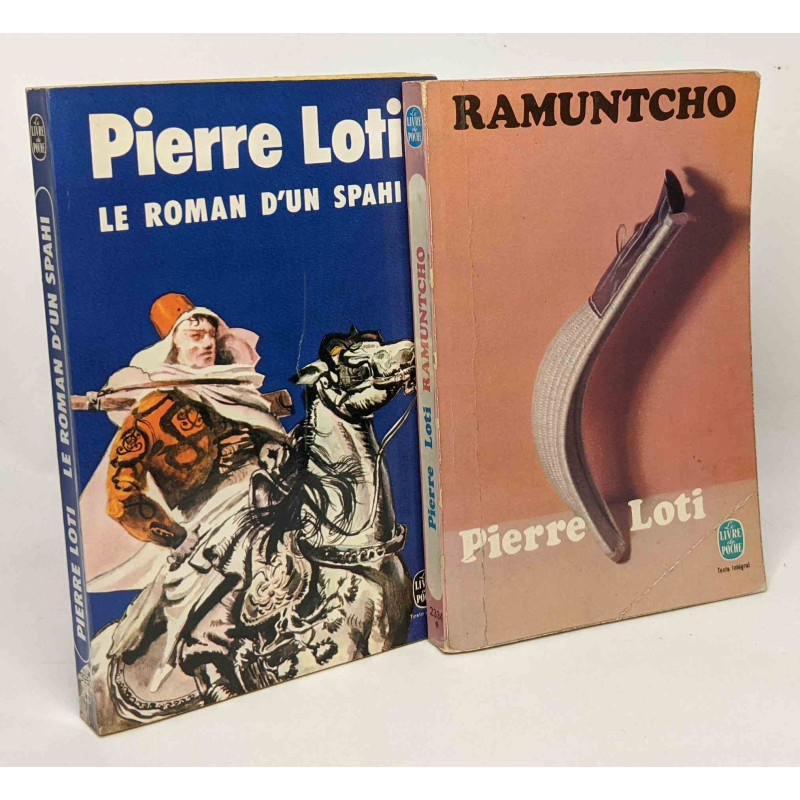 Le
LIVRE
de
POCHE
PIERRE LOTI LE ROMAN D'UN SPAHI
Pierre Loti
LE ROMAN D'UN SPAHI
Le
LIVRE
de
POCHE
Pierre Loti RAMUNTCHO
RAMUNTCHO
Pierre Loti
Le
LIVRE
de
POCHE
Texte intégral